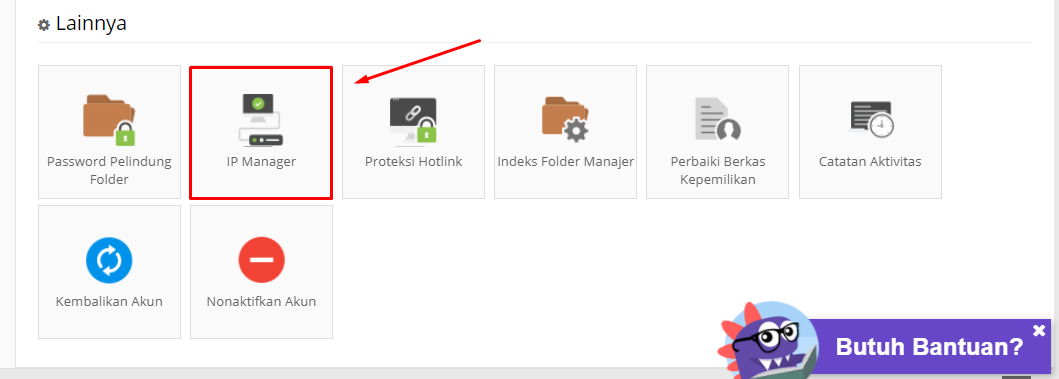 Lainnya
Password Pelindung
Folder
IP Manager
Proteksi Hotlink
Indeks Folder Manajer
Perbaiki Berkas
Kepemilikan
Catatan Aktivitas
Kembalikan Akun
Nonaktifkan Akun
Butuh Bantuan?